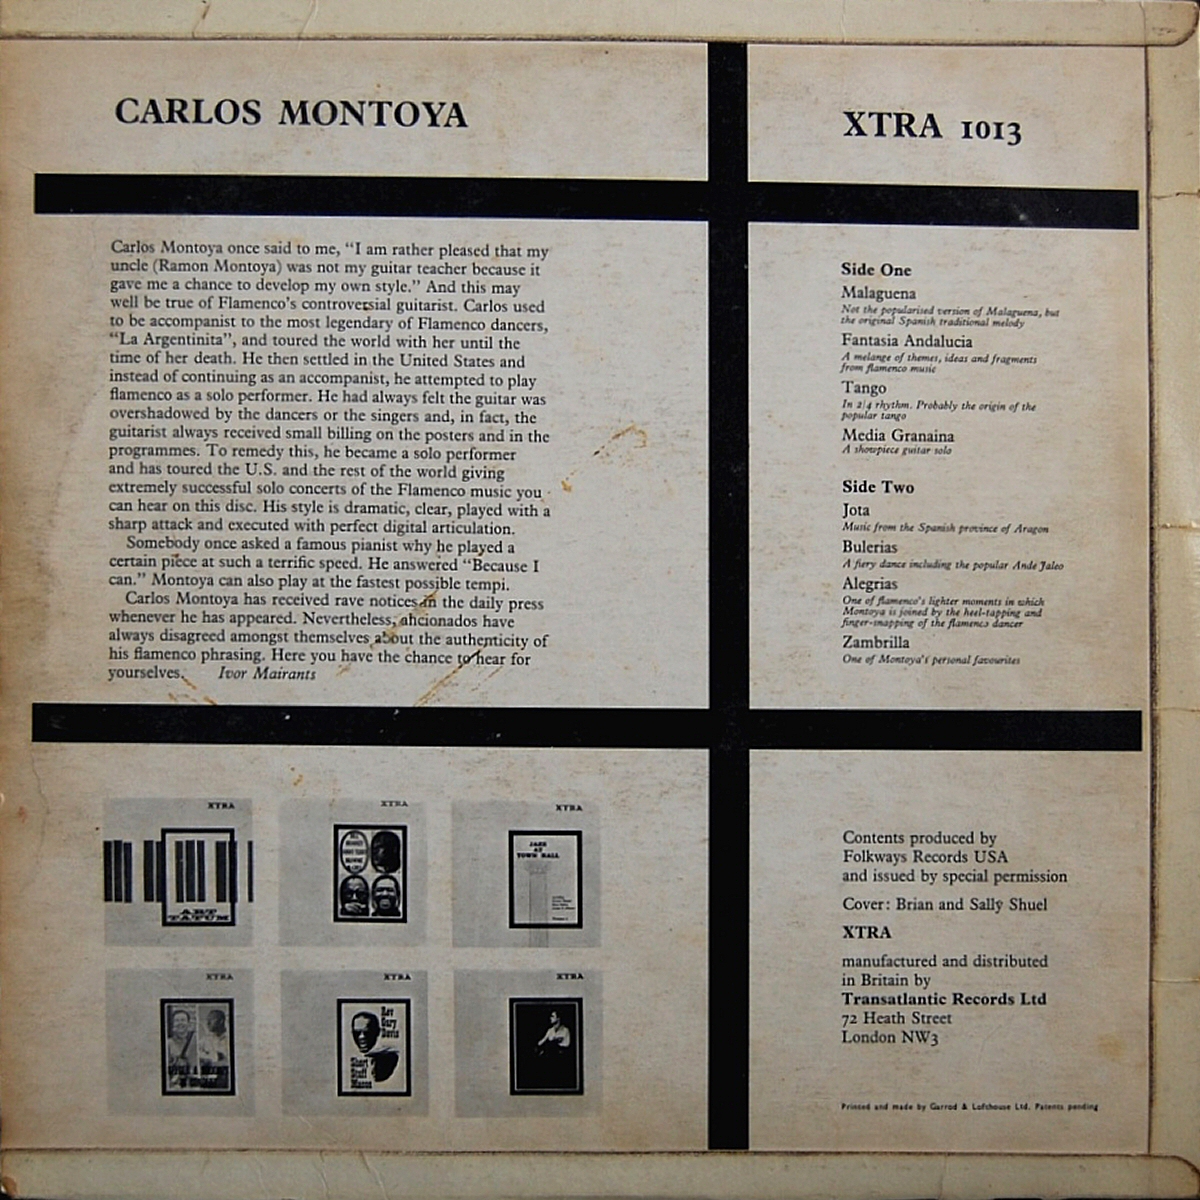 CARLOS MONTOYA
XTRA 1013
Carlos Montoya once said to me, “I am rather pleased that my
uncle (Ramon Montoya) was not my guitar teacher because it
gave me a chance to develop my own style.” And this may
well be true of Flamenco’s controversial guitarist. Carlos used
to be accompanist to the most legendary of Flamenco dancers,
“La Argentinita”, and toured the world with her until the
time of her death. He then settled in the United States and
instead of continuing as an accompanist, he attempted to play
flamenco as a solo performer. He had always felt the guitar was
overshadowed by the dancers or the singers and, in fact, the
guitarist always received small billing on the posters and in the
programmes. To remedy this, he became a solo performer
and has toured the U.S. and the rest of the world giving
extremely successful solo concerts of the Flamenco music you
can hear on this disc. His style is dramatic, clear, played with a
sharp attack and executed with perfect digital articulation.
Somebody once asked a famous pianist why he played a
certain piece at such a terrific speed. He answered “Because I
can.” Montoya can also play at the fastest possible tempi.
Carlos Montoya has received rave notices in the daily press
whenever he has appeared. Nevertheless, aficionados have
always disagreed amongst themselves about the authenticity of
his flamenco phrasing. Here you have the chance to hear for
yourselves. Ivor Mairants
Side One
Malaguena
Not the popularised version of Malaguena, but
the original Spanish traditional melody
Fantasia Andalucia
A melange of themes, ideas and fragments
from flamenco music
Tango
In 2/4 rhythm. Probably the origin of the
popular tango
Media Granaina
A showpiece guitar solo
Side Two
Jota
Music from the Spanish province of Aragon
Bulerias
A fiery dance including the popular Ande Jaleo
Alegrias
One of flamenco’s lighter moments in which
Montoya is joined by the heel-tapping and
finger-snapping of the flamenco dancer
Zambrilla
One of Montoya’s personal favourites
XTRA
ART
TATUM
XTRA
XTRA
JAZZ
AT
TOWN HALL
XTRA
XTRA
Rev
Gary
Davis
Short
Stuff
Macon
XTRA
Contents produced by
Folkways Records USA
and issued by special permission
Cover: Brian and Sally Shuel
XTRA
manufactured and distributed
in Britain by
Transatlantic Records Ltd
72 Heath Street
London NW3
Printed and made by Garrod & Lofthouse Ltd. Patents pending